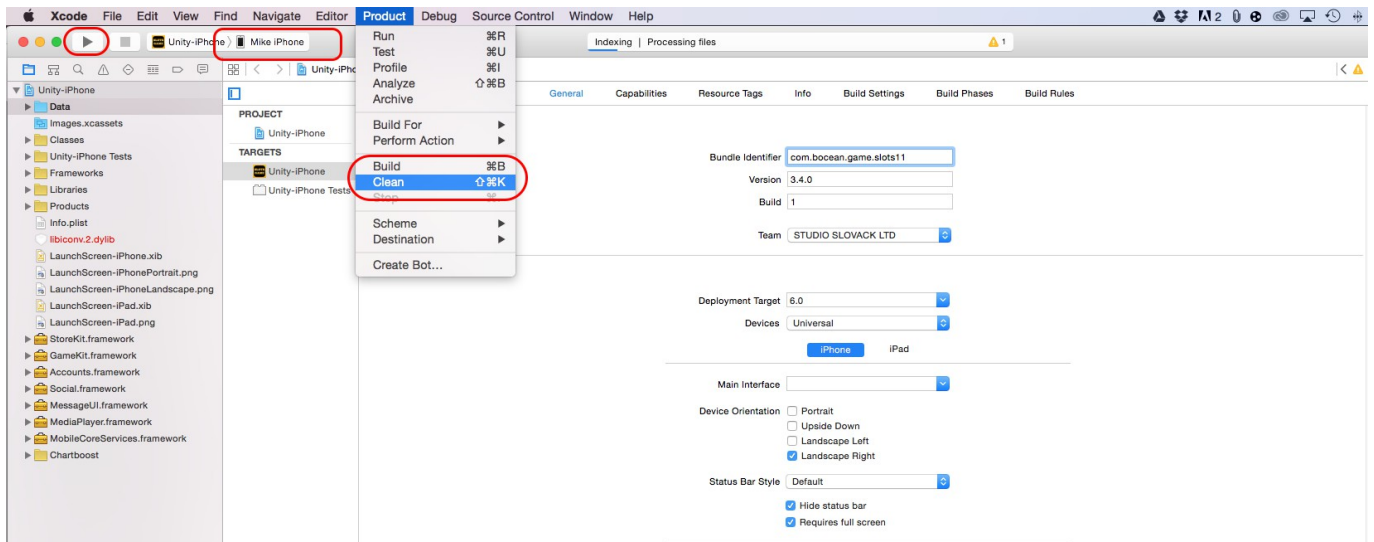 Xcode File Edit View Find Navigate Editor Product Debug Source Control Window Help
2
Unity-iPhone Mike iPhone
Indexing | Processing files
1
Unity-iPho
Unity-iPhone
Data
Images.xcassets
Classes
Unity-iPhone Tests
Frameworks
Libraries
Products
Info.plist
libiconv.2.dylib
LaunchScreen-iPhone.xib
LaunchScreen-iPhonePortrait.png
LaunchScreen-iPhoneLandscape.png
LaunchScreen-iPad.xib
LaunchScreen-iPad.png
StoreKit.framework
GameKit.framework
Accounts.framework
Social.framework
MessageUI.framework
MediaPlayer.framework
MobileCoreServices.framework
Chartboost
PROJECT
Unity-iPhone
TARGETS
Unity-iPhone
Unity-iPhone Tests
Run ⌘R
Test ⌘U
Profile ⌘I
Analyze ⇧⌘B
Archive
Build For
Perform Action
Build ⌘B
Clean ⇧⌘K
Stop ⌘.
Scheme
Destination
Create Bot...
General Capabilities Resource Tags Info Build Settings Build Phases Build Rules
Bundle Identifier com.bocean.game.slots11
Version 3.4.0
Build 1
Team STUDIO SLOVACK LTD
Deployment Target 6.0
Devices Universal
iPhone iPad
Main Interface
Device Orientation Portrait
Upside Down
Landscape Left
Landscape Right
Status Bar Style Default
Hide status bar
Requires full screen